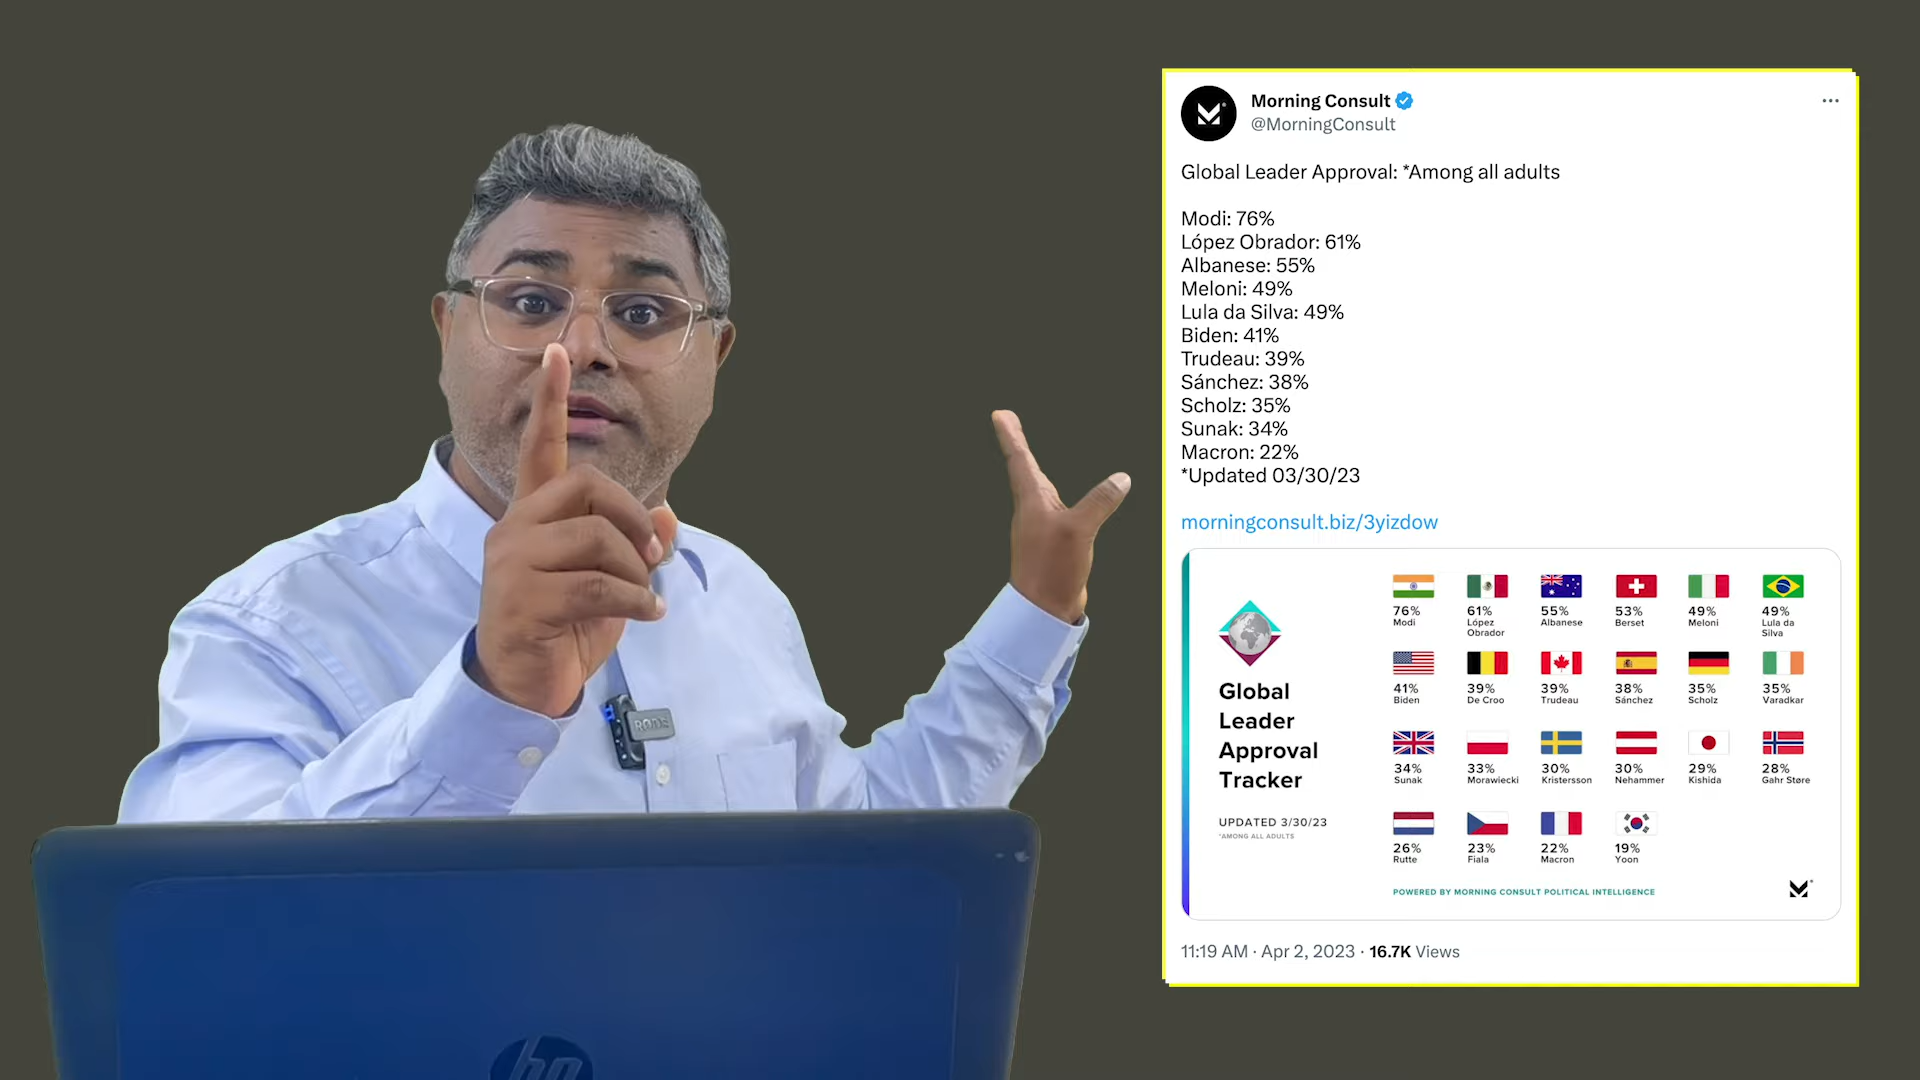 Morning Consult
@MorningConsult
Global Leader Approval: *Among all adults
Modi: 76%
López Obrador: 61%
Albanese: 55%
Meloni: 49%
Lula da Silva: 49%
Biden: 41%
Trudeau: 39%
Sánchez: 38%
Scholz: 35%
Sunak: 34%
Macron: 22%
*Updated 03/30/23
morningconsult.biz/3yizdow
Global
Leader
Approval
Tracker
UPDATED 3/30/23
*AMONG ALL ADULTS
76% 61% 55% 53% 49% 49%
Modi López Obrador Albanese Berset Meloni Lula da Silva
41% 39% 39% 38% 35% 35%
Biden De Croo Trudeau Sánchez Scholz Varadkar
34% 33% 30% 30% 29% 28%
Sunak Morawiecki Kristersson Nehammer Kishida Gahr Støre
26% 23% 22% 19%
Rutte Fiala Macron Yoon
POWERED BY MORNING CONSULT POLITICAL INTELLIGENCE
11:19 AM · Apr 2, 2023 · 16.7K Views
RODE
hp